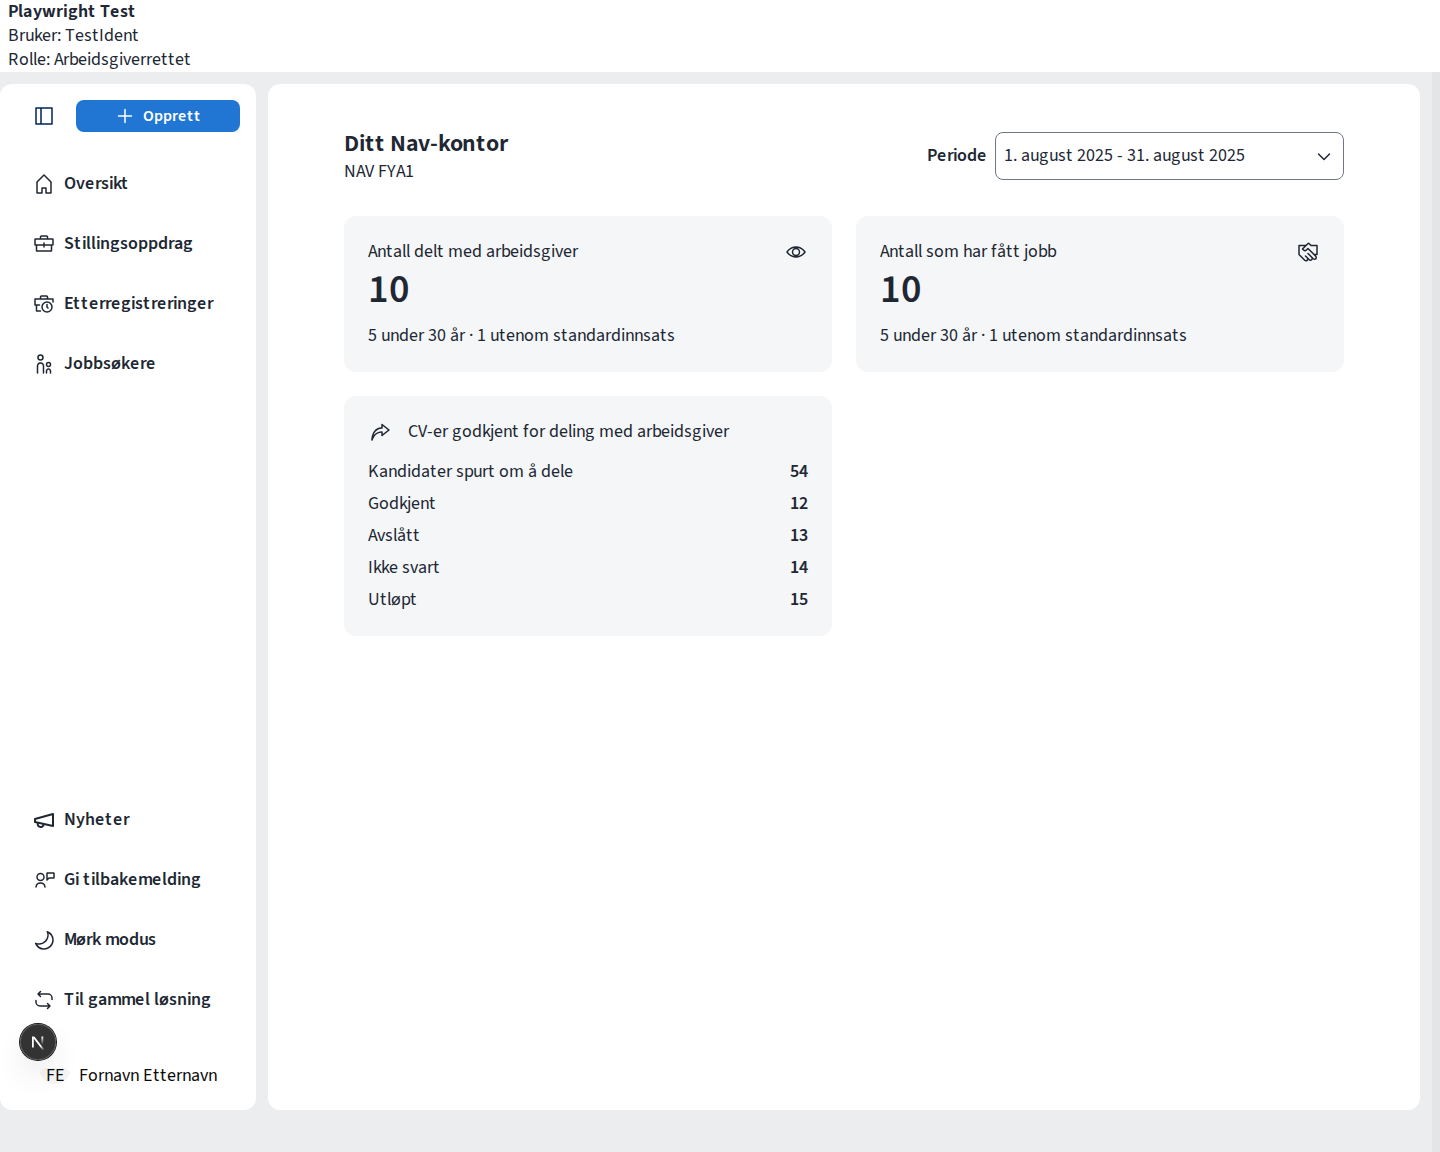 Playwright Test
Bruker: TestIdent
Rolle: Arbeidsgiverrettet
Opprett
Oversikt
Stillingsoppdrag
Etterregistreringer
Jobbsøkere
Nyheter
Gi tilbakemelding
Mørk modus
Til gammel løsning
N
FE Fornavn Etternavn
Ditt Nav-kontor
NAV FYA1
Periode 1. august 2025 - 31. august 2025
Antall delt med arbeidsgiver
10
5 under 30 år · 1 utenom standardinnsats
Antall som har fått jobb
10
5 under 30 år · 1 utenom standardinnsats
CV-er godkjent for deling med arbeidsgiver
Kandidater spurt om å dele 54
Godkjent 12
Avslått 13
Ikke svart 14
Utløpt 15